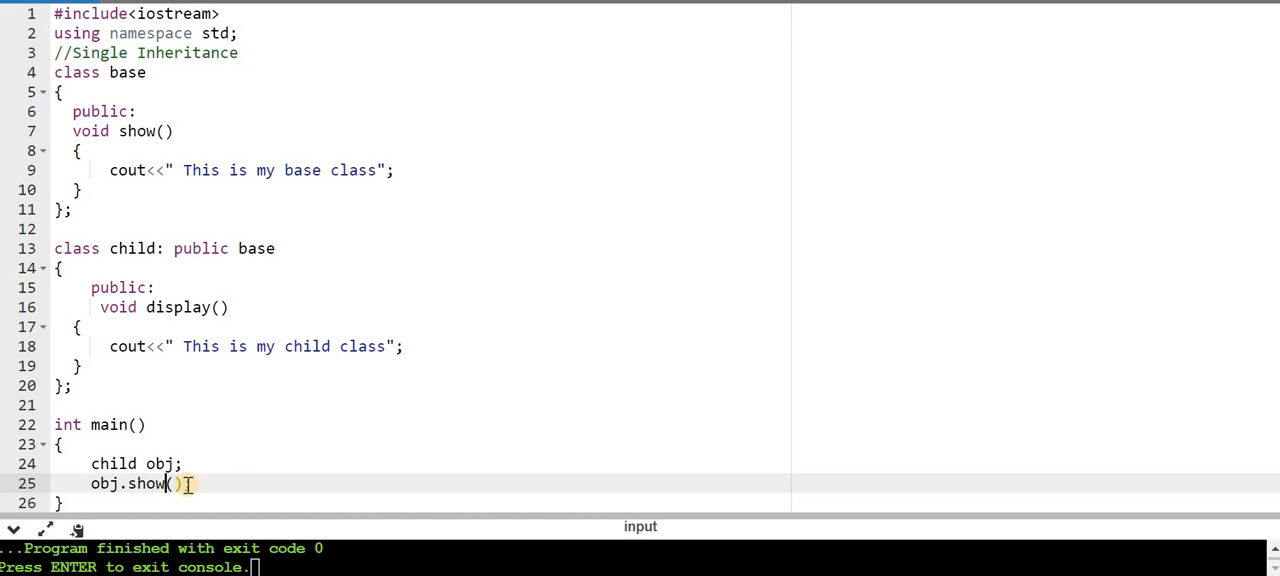 1 #include<iostream>
2 using namespace std;
3 //Single Inheritance
4 class base
5 {
6 public:
7 void show()
8 {
9 cout<<" This is my base class";
10 }
11 };
12
13 class child: public base
14 {
15 public:
16 void display()
17 {
18 cout<<" This is my child class";
19 }
20 };
21
22 int main()
23 {
24 child obj;
25 obj.show()
26 }
input
...Program finished with exit code 0
Press ENTER to exit console.